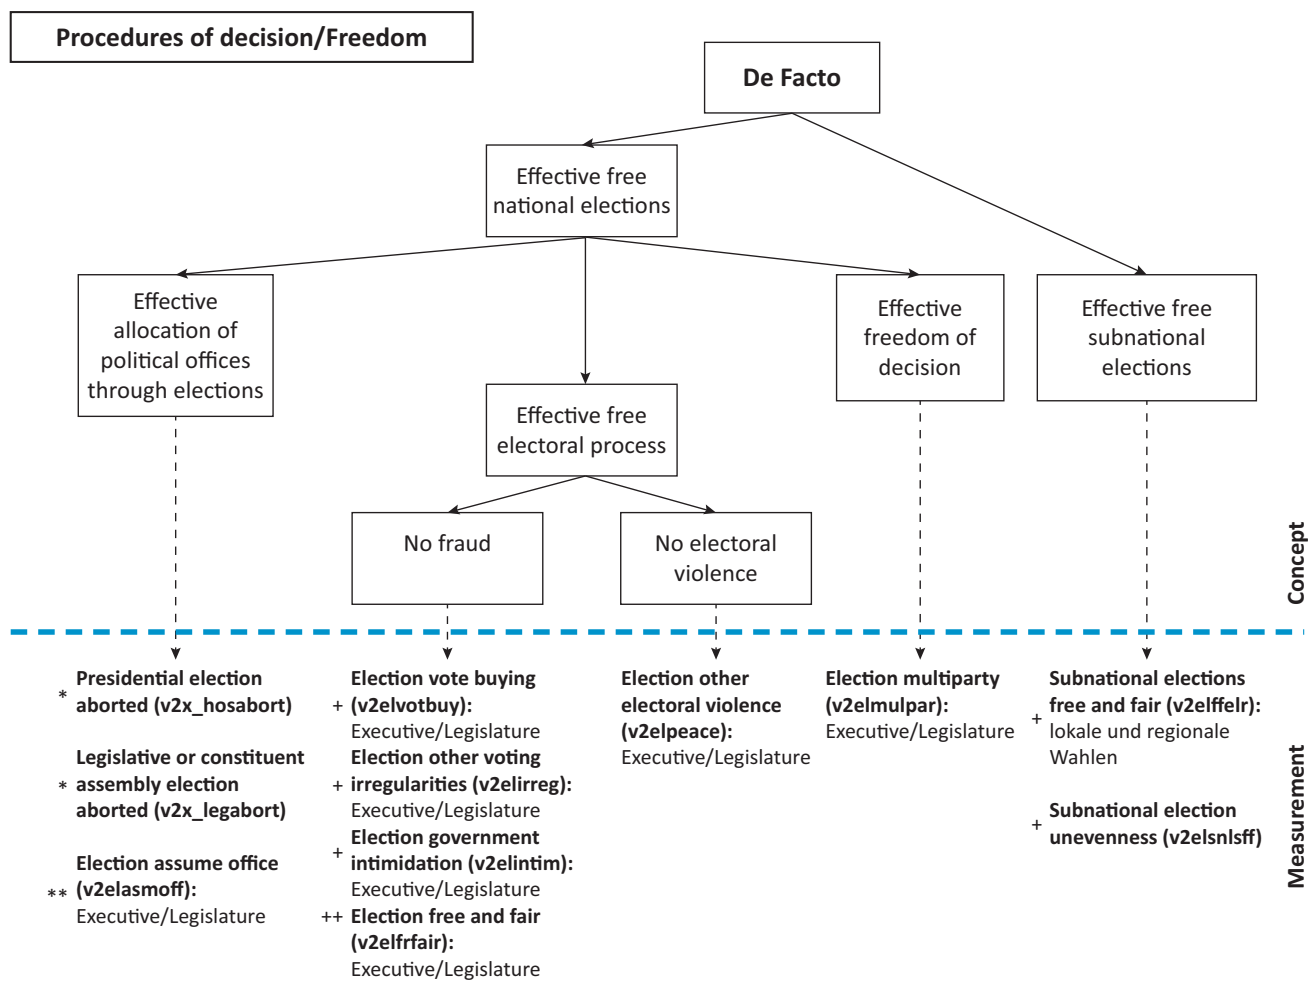 Procedures of decision/Freedom
De Facto
Effective free
national elections
Effective
allocation of
political offices
through elections
Effective free
electoral process
Effective
freedom of
decision
Effective free
subnational
elections
No fraud
No electoral
violence
Concept
Measurement
Presidential election
* aborted (v2x_hosabort)
Legislative or constituent
* assembly election
aborted (v2x_legabort)
Election assume office
** (v2elasmoff):
Executive/Legislature
Election vote buying
+ (v2elvotbuy):
Executive/Legislature
Election other voting
+ irregularities (v2elirreg):
Executive/Legislature
Election government
+ intimidation (v2elintim):
Executive/Legislature
++ Election free and fair
(v2elfrfair):
Executive/Legislature
Election other
electoral violence
(v2elpeace):
Executive/Legislature
Election multiparty
(v2elmulpar):
Executive/Legislature
Subnational elections
free and fair (v2elffelr):
+ lokale und regionale
Wahlen
Subnational election
+ unevenness (v2elsnlsff)